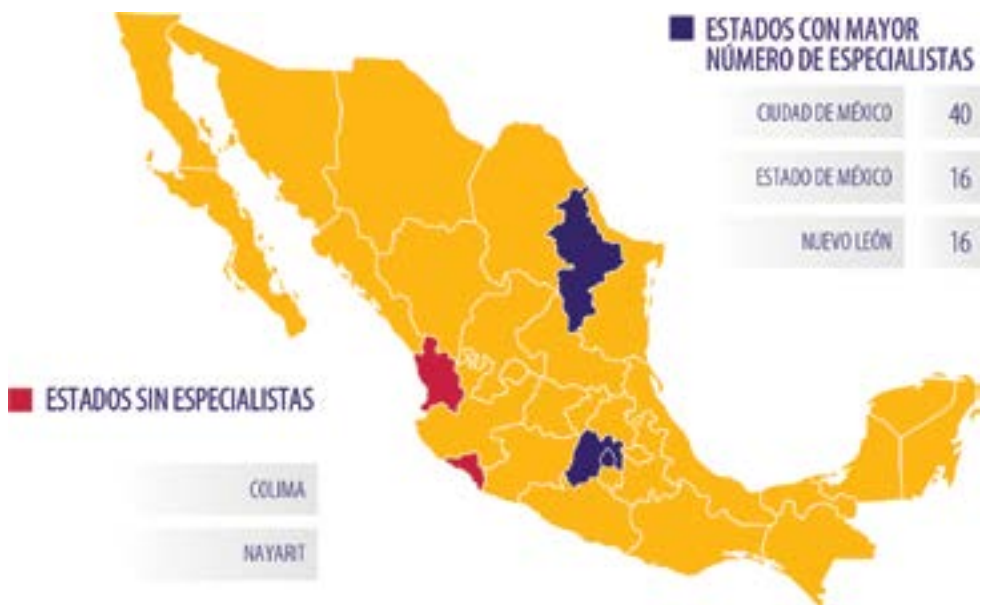 ESTADOS CON MAYOR
NÚMERO DE ESPECIALISTAS
CIUDAD DE MÉXICO 40
ESTADO DE MÉXICO 16
NUEVO LEÓN 16
ESTADOS SIN ESPECIALISTAS
COLIMA
NAYARIT